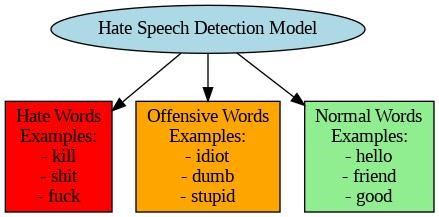 Hate Speech Detection Model
Hate Words
Examples:
- kill
- shit
- fuck
Offensive Words
Examples:
- idiot
- dumb
- stupid
Normal Words
Examples:
- hello
- friend
- good